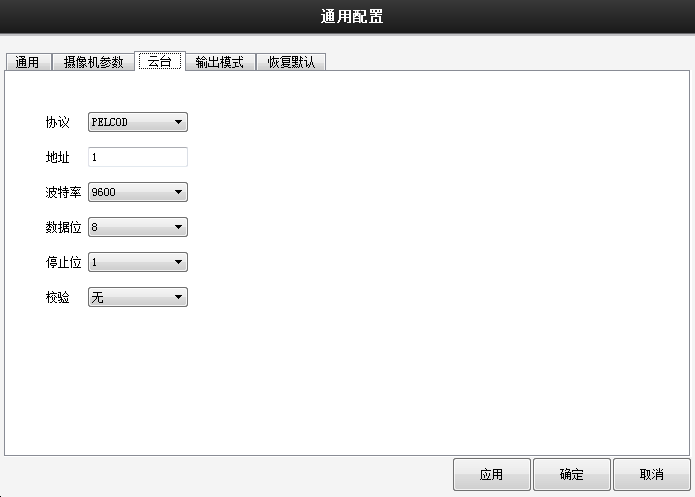 通用配置
通用 摄像机参数 云台 输出模式 恢复默认
协议 PELCOD
地址 1
波特率 9600
数据位 8
停止位 1
校验 无
应用 确定 取消